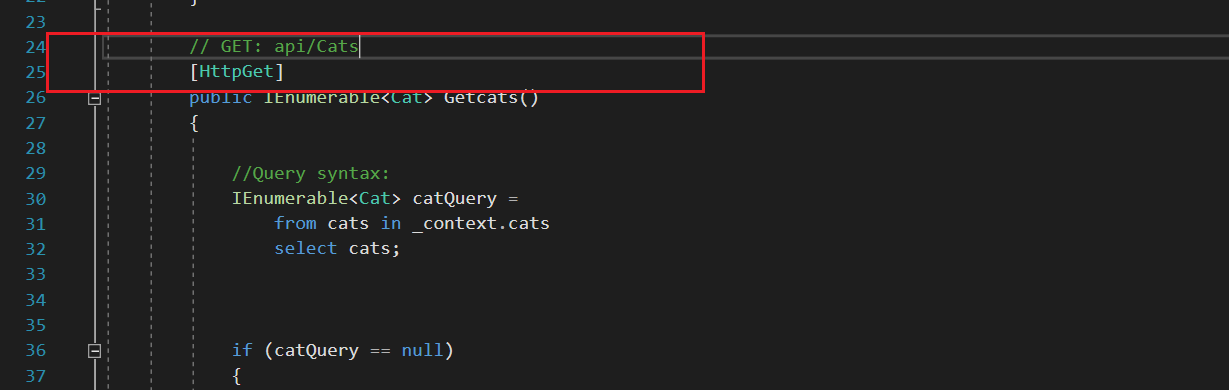 22 }
23
24 // GET: api/Cats
25 [HttpGet]
26 public IEnumerable<Cat> Getcats()
27 {
28
29 //Query syntax:
30 IEnumerable<Cat> catQuery =
31 from cats in _context.cats
32 select cats;
33
34
35
36 if (catQuery == null)
37 {